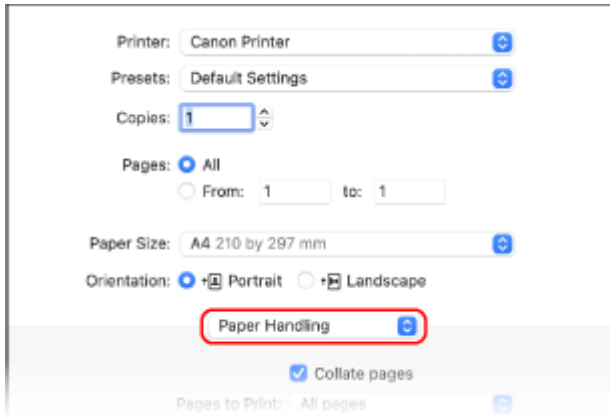 Printer: Canon Printer
Presets: Default Settings
Copies: 1
Pages: All
From: 1 to: 1
Paper Size: A4 210 by 297 mm
Orientation: Portrait Landscape
Paper Handling
Collate pages
Pages to Print: All pages